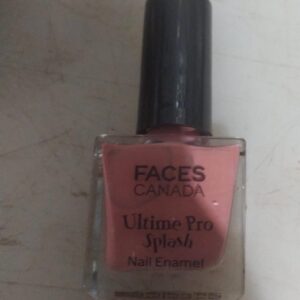 FACES
CANADA
Ultime Pro
Splash
Nail Enamel